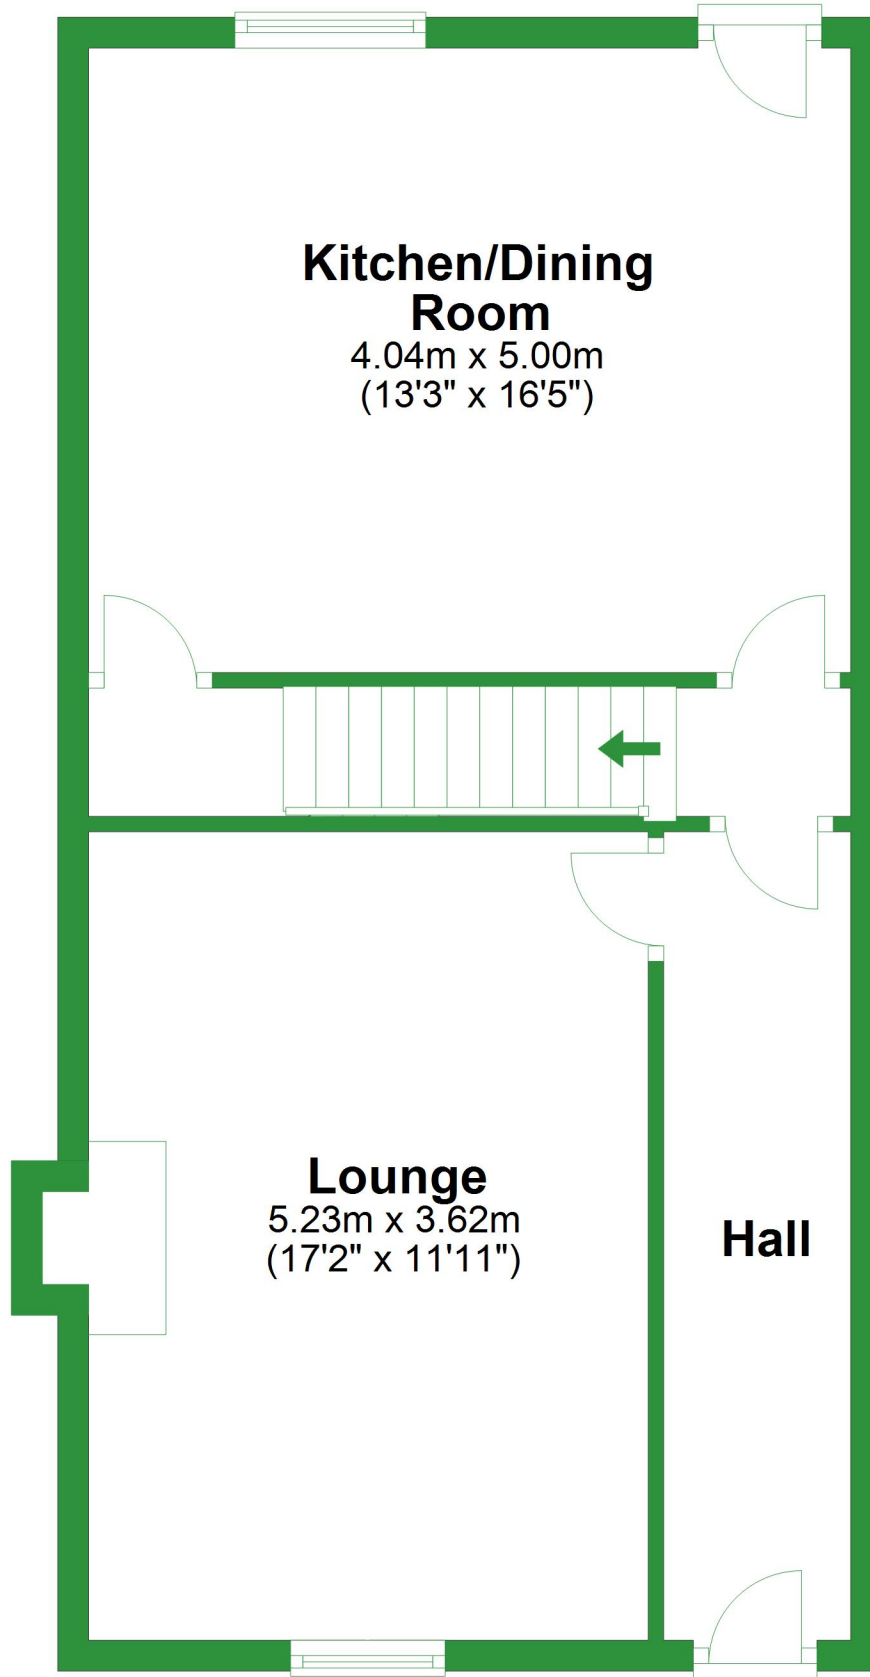 Kitchen/Dining
Room
4.04m x 5.00m
(13'3" x 16'5")
Lounge
5.23m x 3.62m
(17'2" x 11'11")
Hall